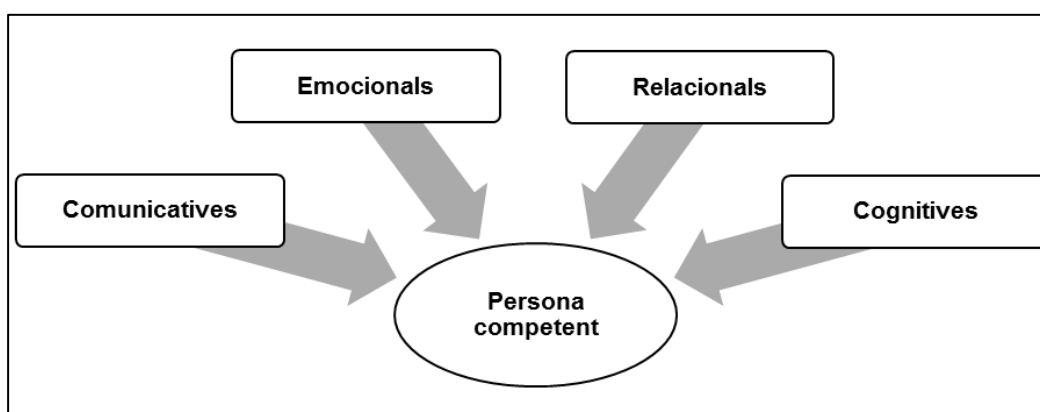 Emocionals
Relacionals
Comunicatives
Cognitives
Persona
competent